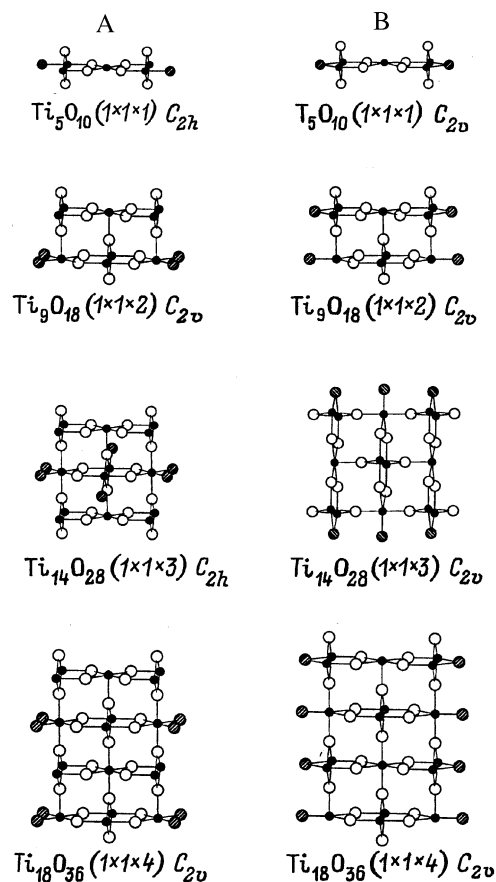 A B
Ti5O10(1×1×1) C2h T5O10(1×1×1) C2v
Ti9O18(1×1×2) C2v Ti9O18(1×1×2) C2v
Ti14O28(1×1×3) C2h Ti14O28(1×1×3) C2v
Ti18O36(1×1×4) C2v Ti18O36(1×1×4) C2v